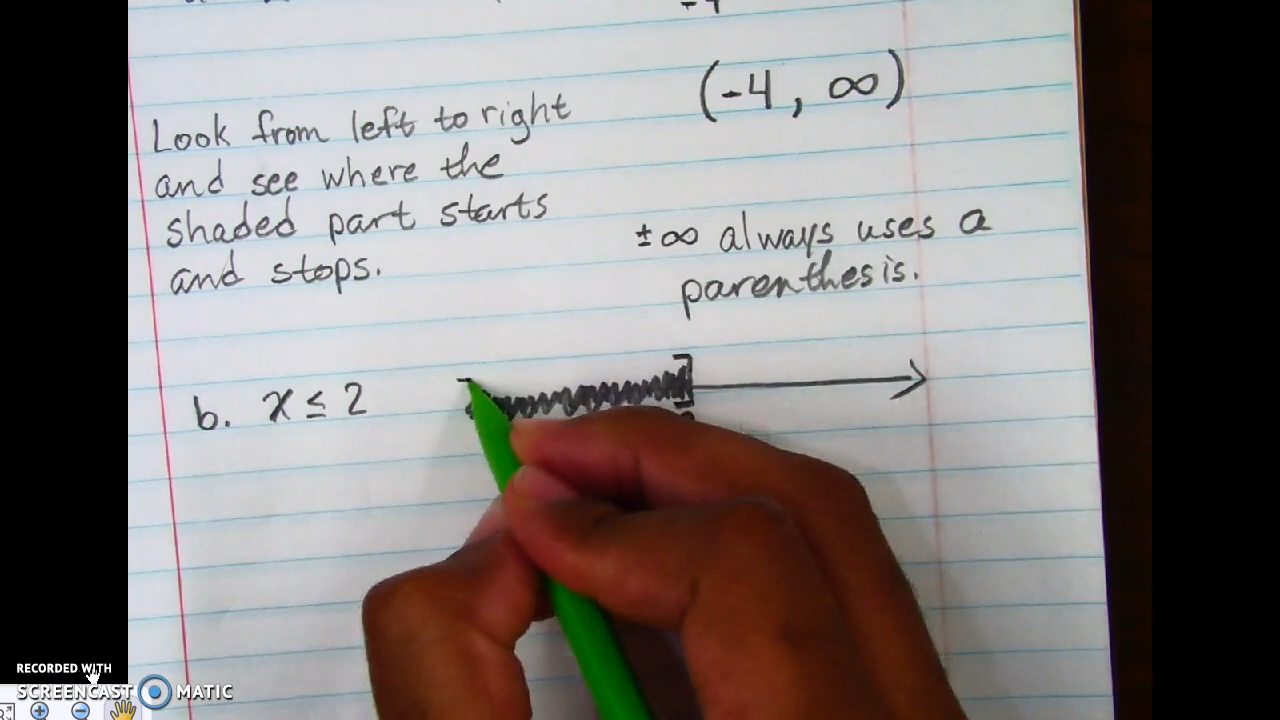 (-4, ∞)
Look from left to right
and see where the
shaded part starts
and stops.
±∞ always uses a
parenthesis.
b. x ≤ 2
RECORDED WITH
SCREENCAST MATIC